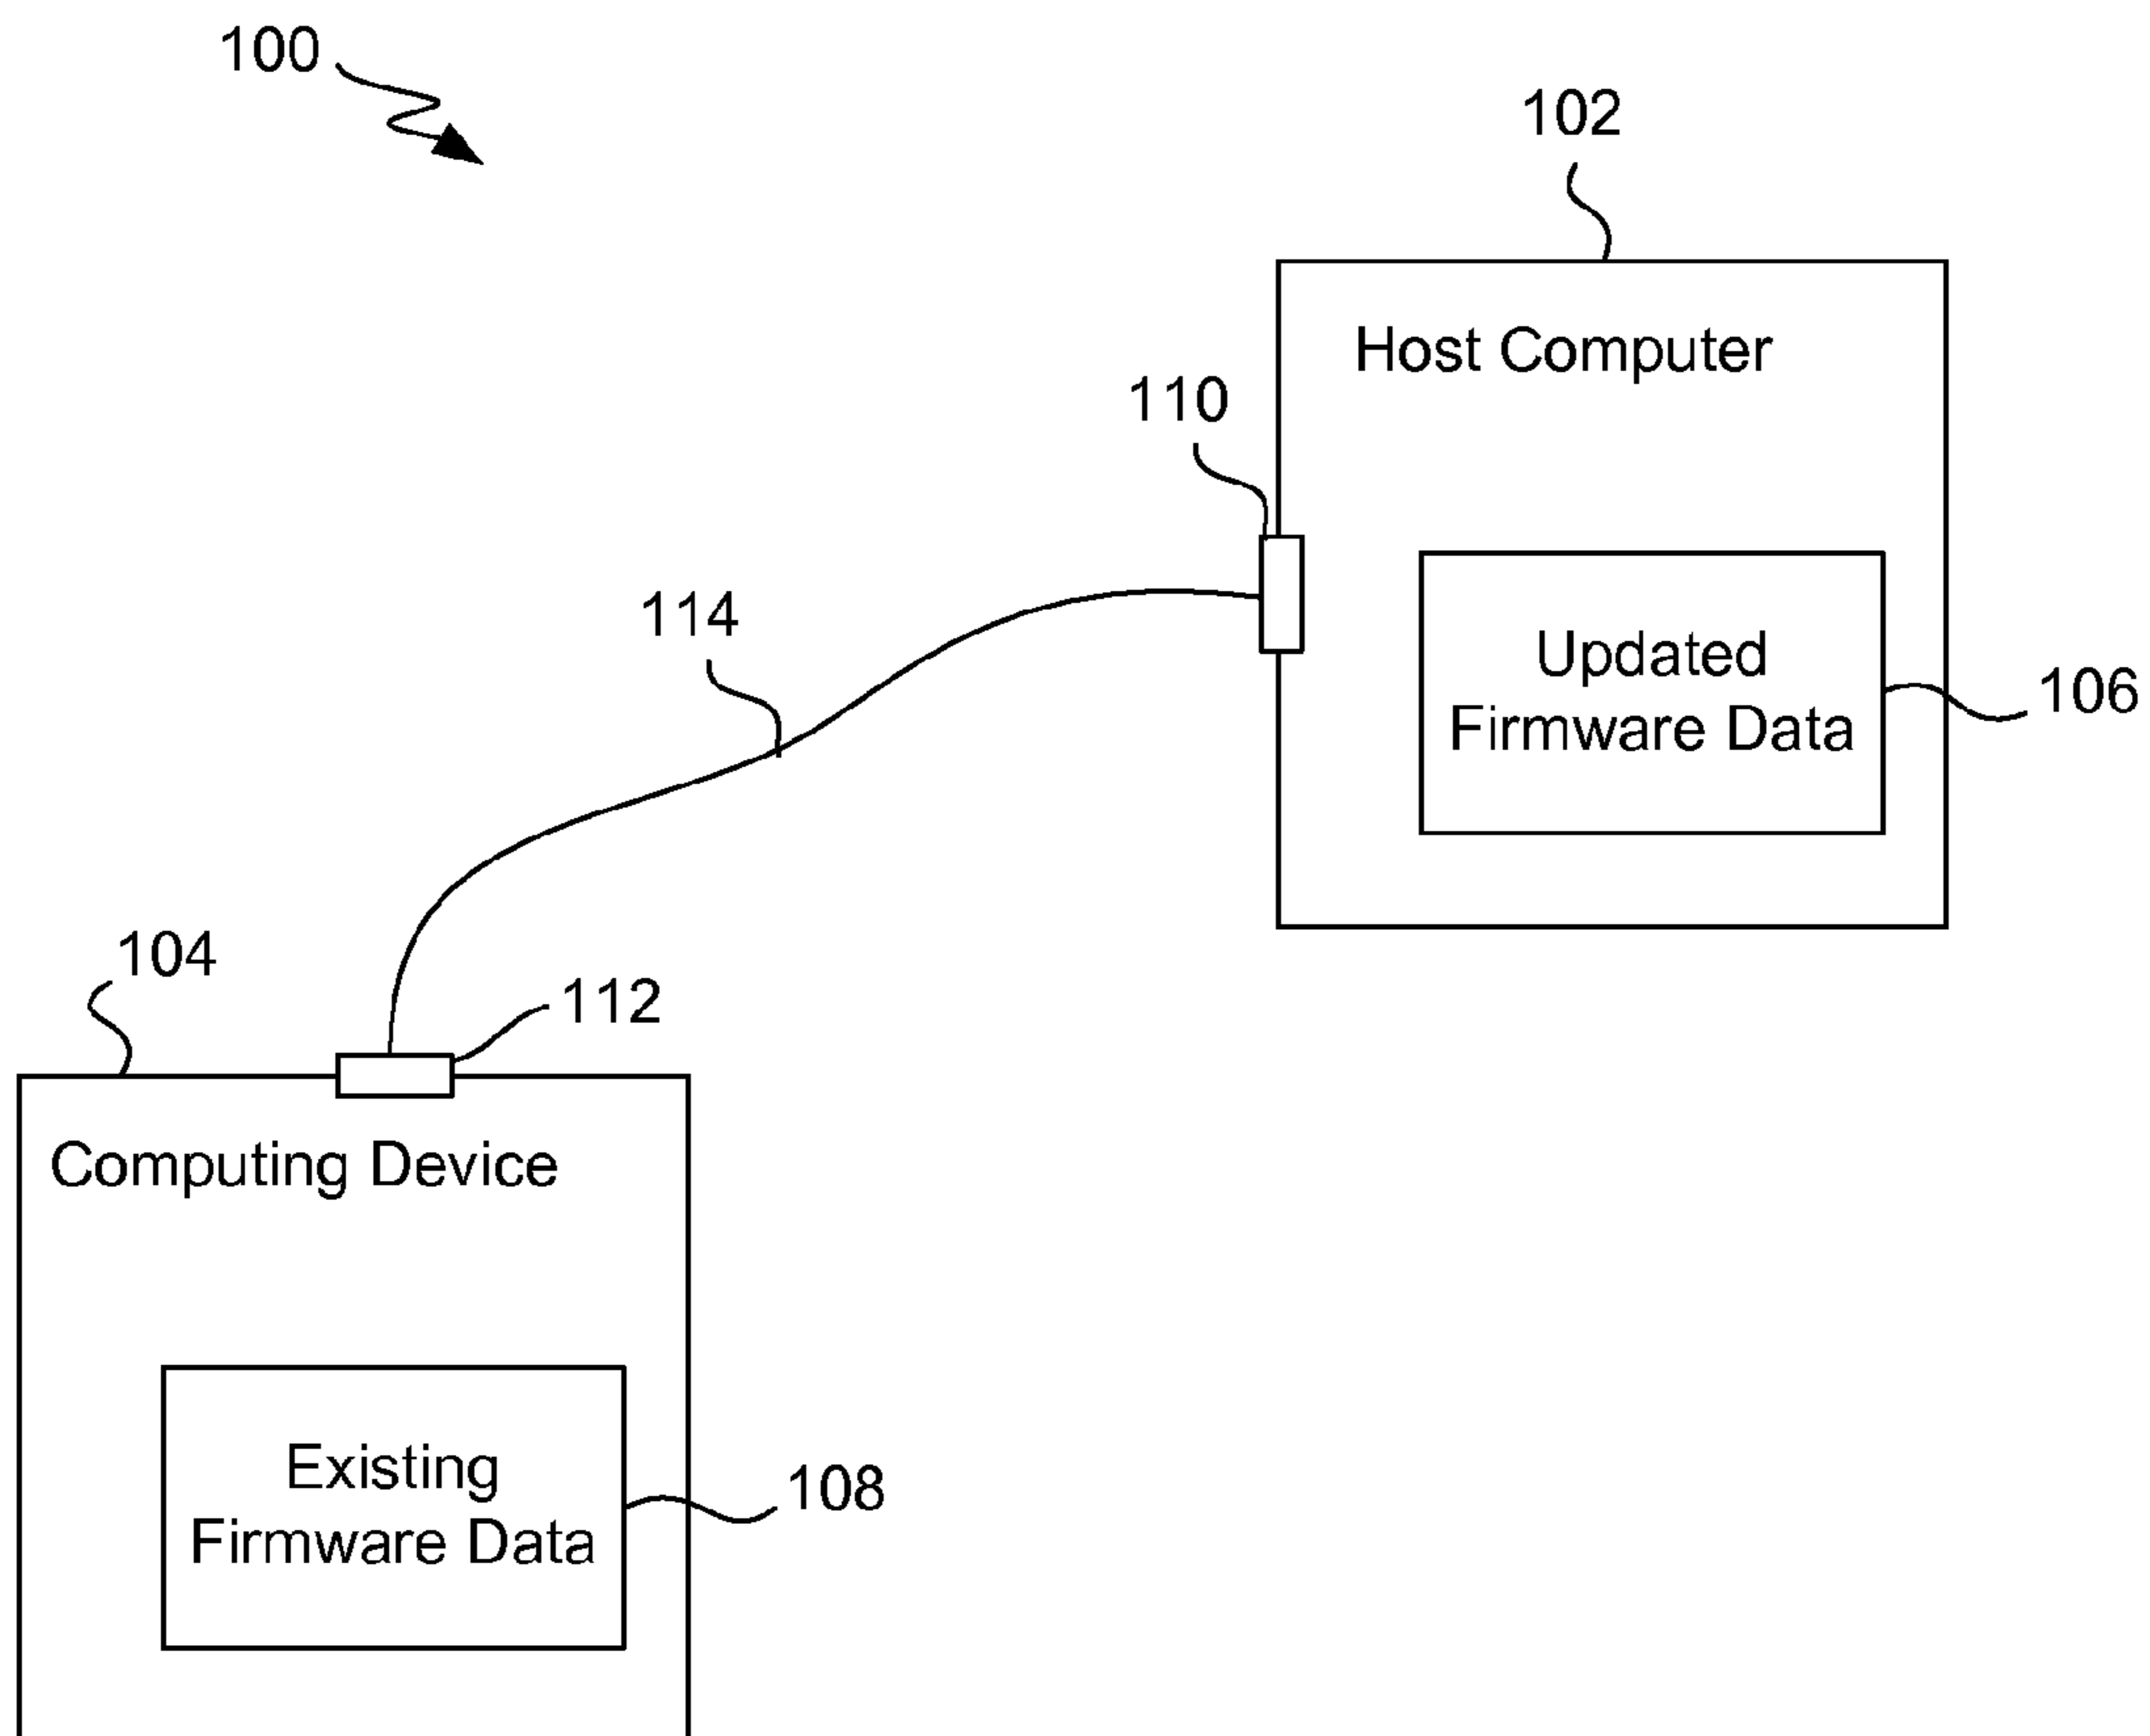 100
102
Host Computer
110
114
Updated
Firmware Data
106
104
112
Computing Device
Existing
Firmware Data
108